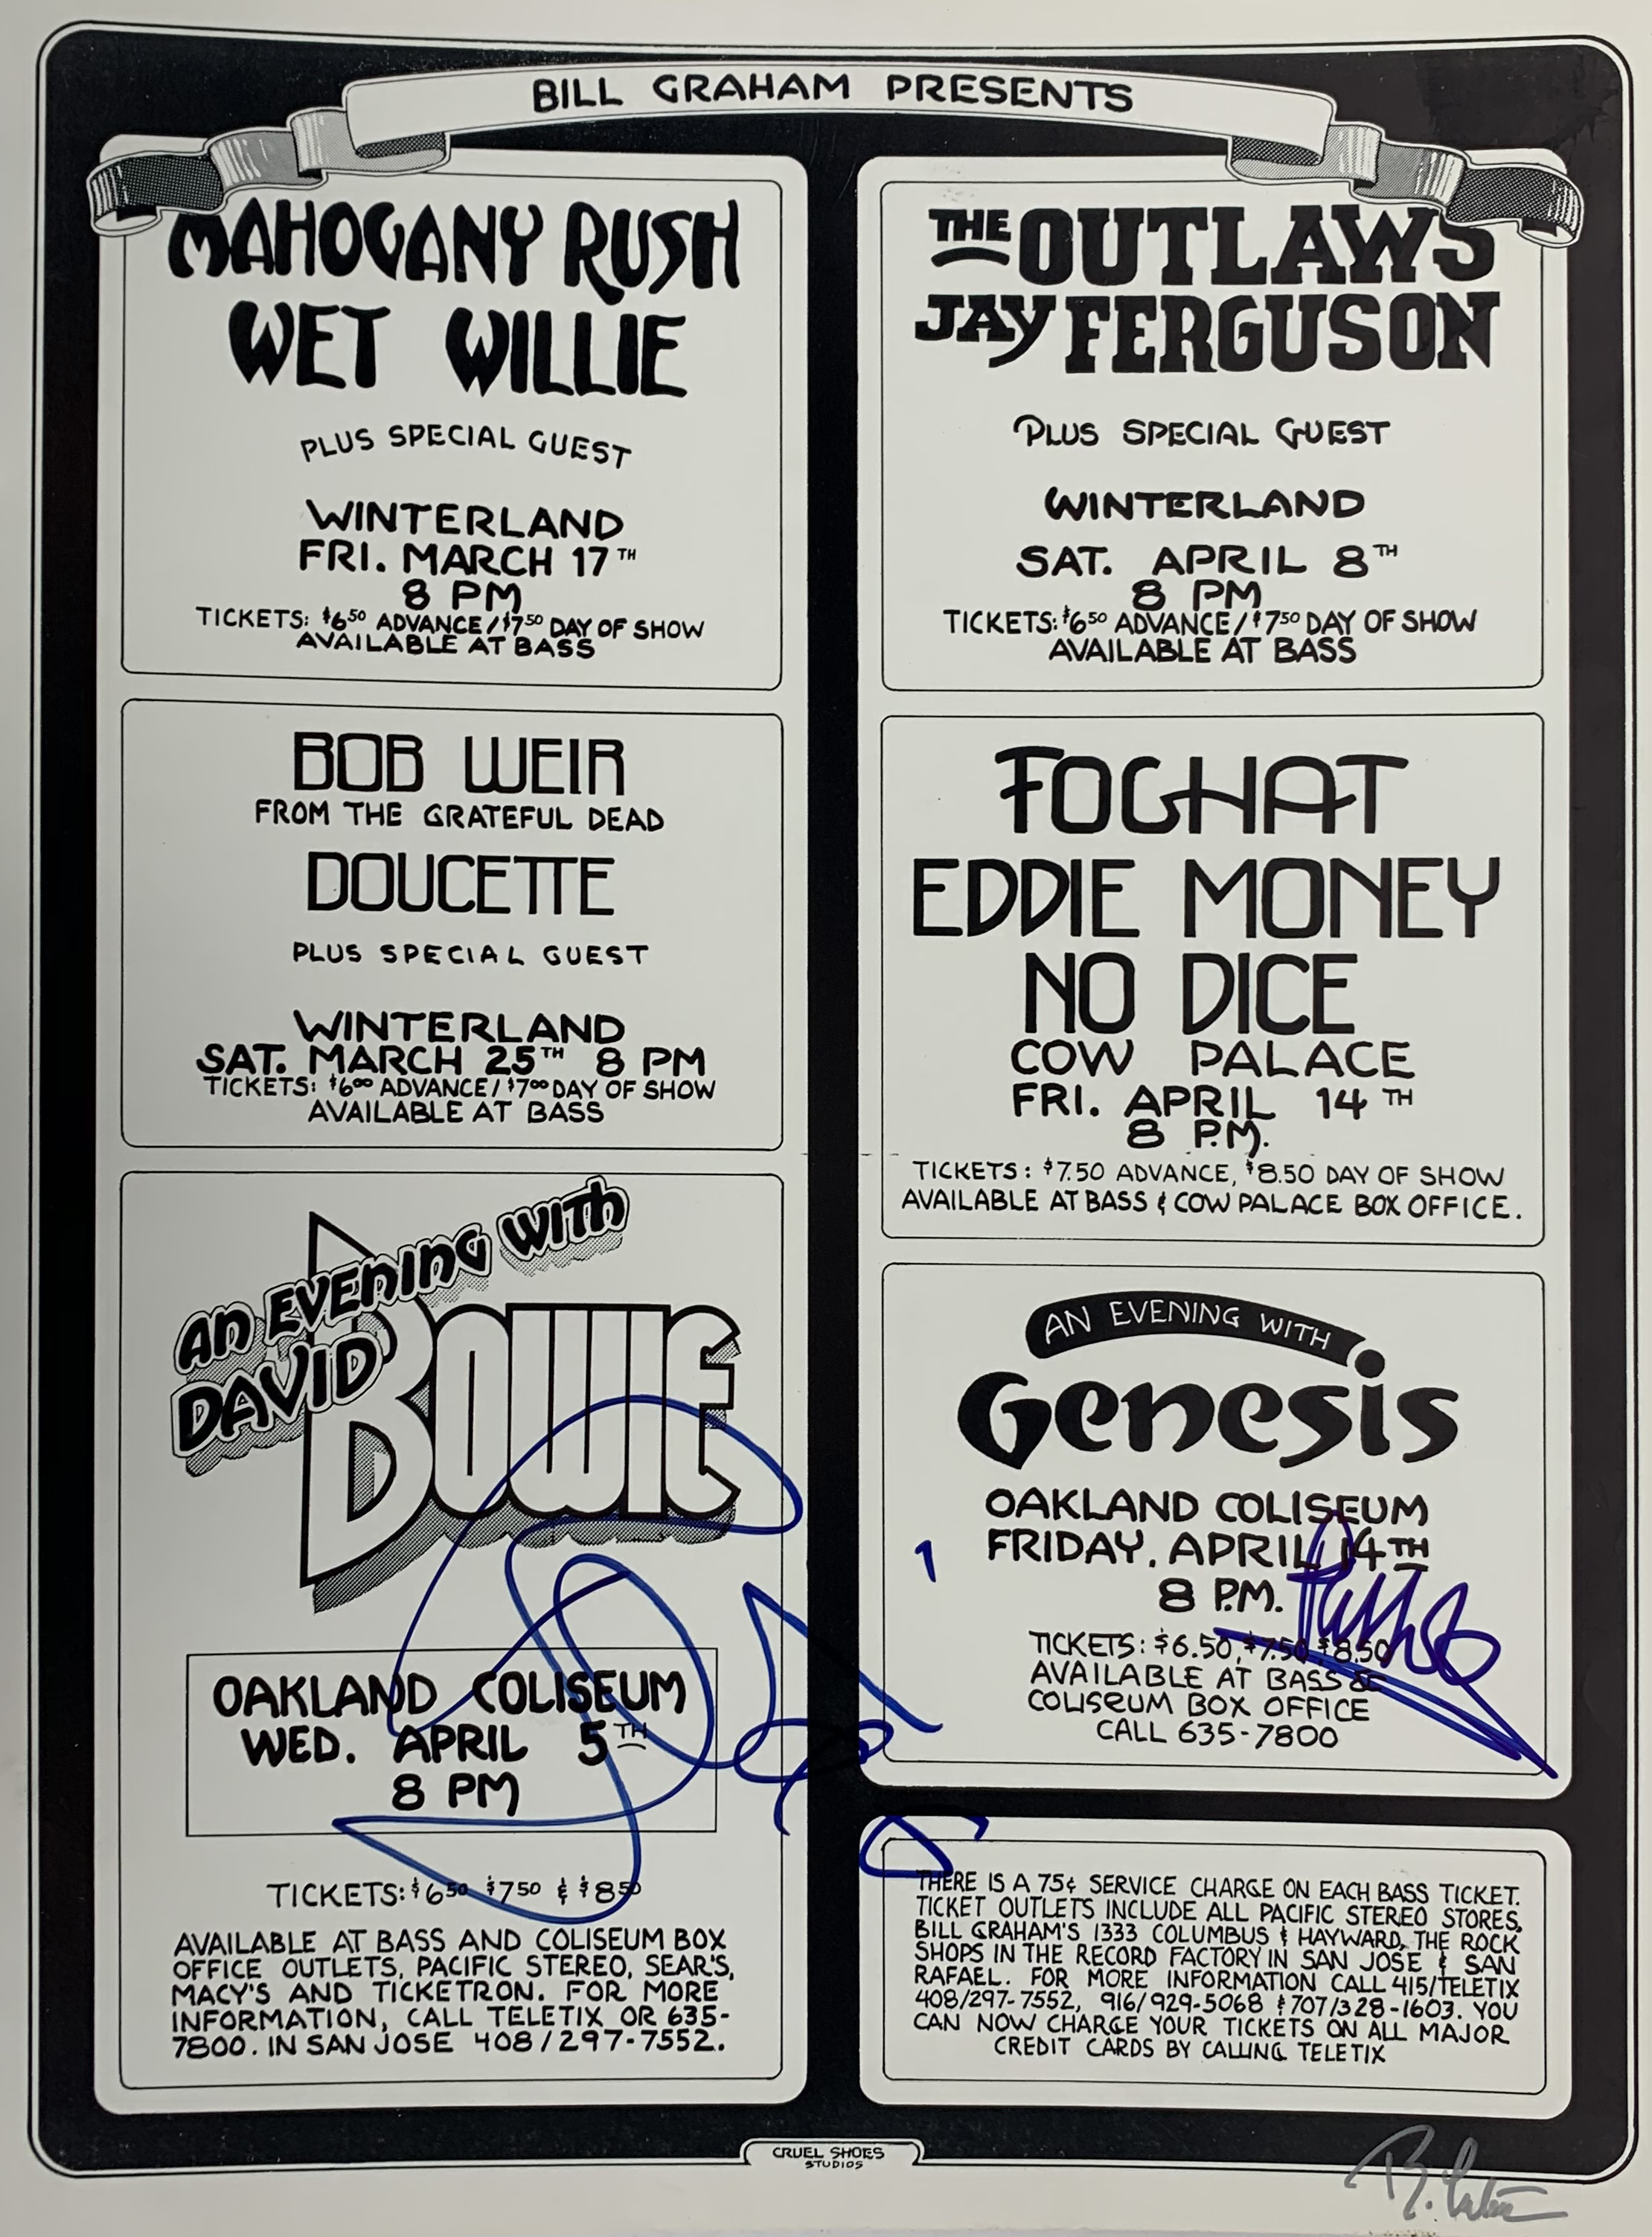 BILL GRAHAM PRESENTS
MAHOGANY RUSH
WET WILLIE
PLUS SPECIAL GUEST
WINTERLAND
FRI. MARCH 17TH
8 PM
TICKETS: $6.50 ADVANCE/$7.50 DAY OF SHOW
AVAILABLE AT BASS
BOB WEIR
FROM THE GRATEFUL DEAD
DOUCETTE
PLUS SPECIAL GUEST
WINTERLAND
SAT. MARCH 25TH 8 PM
TICKETS: $6.00 ADVANCE/$7.00 DAY OF SHOW
AVAILABLE AT BASS
AN EVENING WITH
DAVID
BOWIE
OAKLAND COLISEUM
WED. APRIL 5TH
8 PM
TICKETS: $6.50 $7.50 & $8.50
AVAILABLE AT BASS AND COLISEUM BOX
OFFICE OUTLETS, PACIFIC STEREO, SEAR'S,
MACY'S AND TICKETRON. FOR MORE
INFORMATION, CALL TELETIX OR 635-
7800. IN SAN JOSE 408/297-7552.
THE OUTLAWS
JAY FERGUSON
PLUS SPECIAL GUEST
WINTERLAND
SAT. APRIL 8TH
8 PM
TICKETS: $6.50 ADVANCE/$7.50 DAY OF SHOW
AVAILABLE AT BASS
FOGHAT
EDDIE MONEY
NO DICE
COW PALACE
FRI. APRIL 14TH
8 P.M.
TICKETS: $7.50 ADVANCE, $8.50 DAY OF SHOW
AVAILABLE AT BASS & COW PALACE BOX OFFICE.
AN EVENING WITH
Genesis
OAKLAND COLISEUM
FRIDAY, APRIL 14TH
8 P.M.
TICKETS: $6.50, $7.50, $8.50
AVAILABLE AT BASS &
COLISEUM BOX OFFICE
CALL 635-7800
THERE IS A 75¢ SERVICE CHARGE ON EACH BASS TICKET.
TICKET OUTLETS INCLUDE ALL PACIFIC STEREO STORES,
BILL GRAHAM'S 1333 COLUMBUS & HAYWARD, THE ROCK
SHOPS IN THE RECORD FACTORY IN SAN JOSE & SAN
RAFAEL. FOR MORE INFORMATION CALL 415/TELETIX
408/297-7552, 916/929-5068 & 707/328-1603. YOU
CAN NOW CHARGE YOUR TICKETS ON ALL MAJOR
CREDIT CARDS BY CALLING TELETIX
CRUEL SHOES
STUDIOS